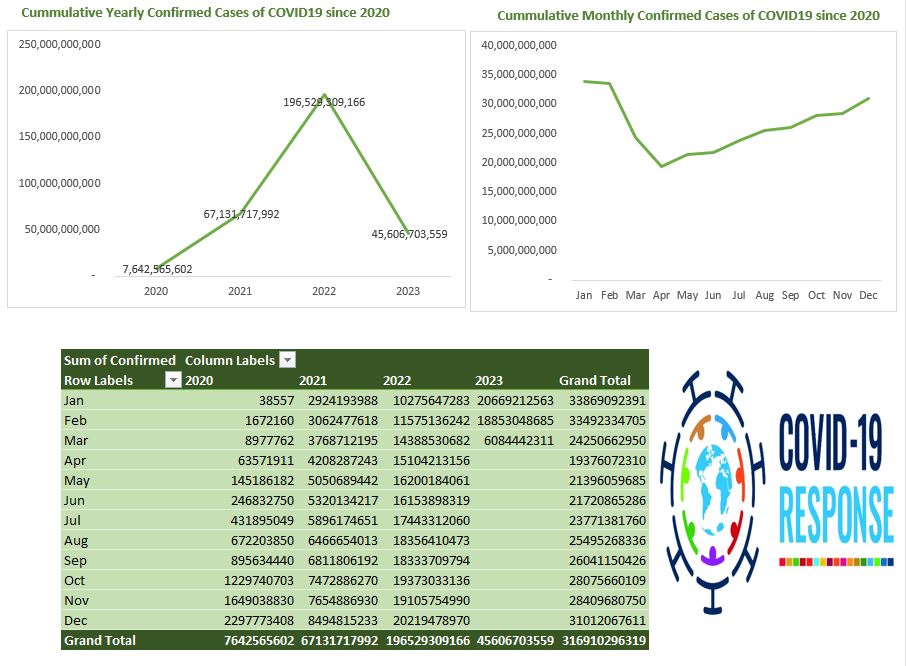 Cummulative Yearly Confirmed Cases of COVID19 since 2020
250,000,000,000
200,000,000,000
150,000,000,000
100,000,000,000
50,000,000,000
-
7,642,565,602
67,131,717,992
196,529,309,166
45,606,703,559
2020 2021 2022 2023
Cummulative Monthly Confirmed Cases of COVID19 since 2020
40,000,000,000
35,000,000,000
30,000,000,000
25,000,000,000
20,000,000,000
15,000,000,000
10,000,000,000
5,000,000,000
-
Jan Feb Mar Apr May Jun Jul Aug Sep Oct Nov Dec
Sum of Confirmed Column Labels
Row Labels 2020 2021 2022 2023 Grand Total
Jan 38557 2924193988 10275647283 20669212563 33869092391
Feb 1672160 3062477618 11575136242 18853048685 33492334705
Mar 8977762 3768712195 14388530682 6084442311 24250662950
Apr 63571911 4208287243 15104213156 19376072310
May 145186182 5050689442 16200184061 21396059685
Jun 246832750 5320134217 16153898319 21720865286
Jul 431895049 5896174651 17443312060 23771381760
Aug 672203850 6466654013 18356410473 25495268336
Sep 895634440 6811806192 18333709794 26041150426
Oct 1229740703 7472886270 19373033136 28075660109
Nov 1649038830 7654886930 19105754990 28409680750
Dec 2297773408 8494815233 20219478970 31012067611
Grand Total 7642565602 67131717992 196529309166 45606703559 316910296319
COVID-19
RESPONSE